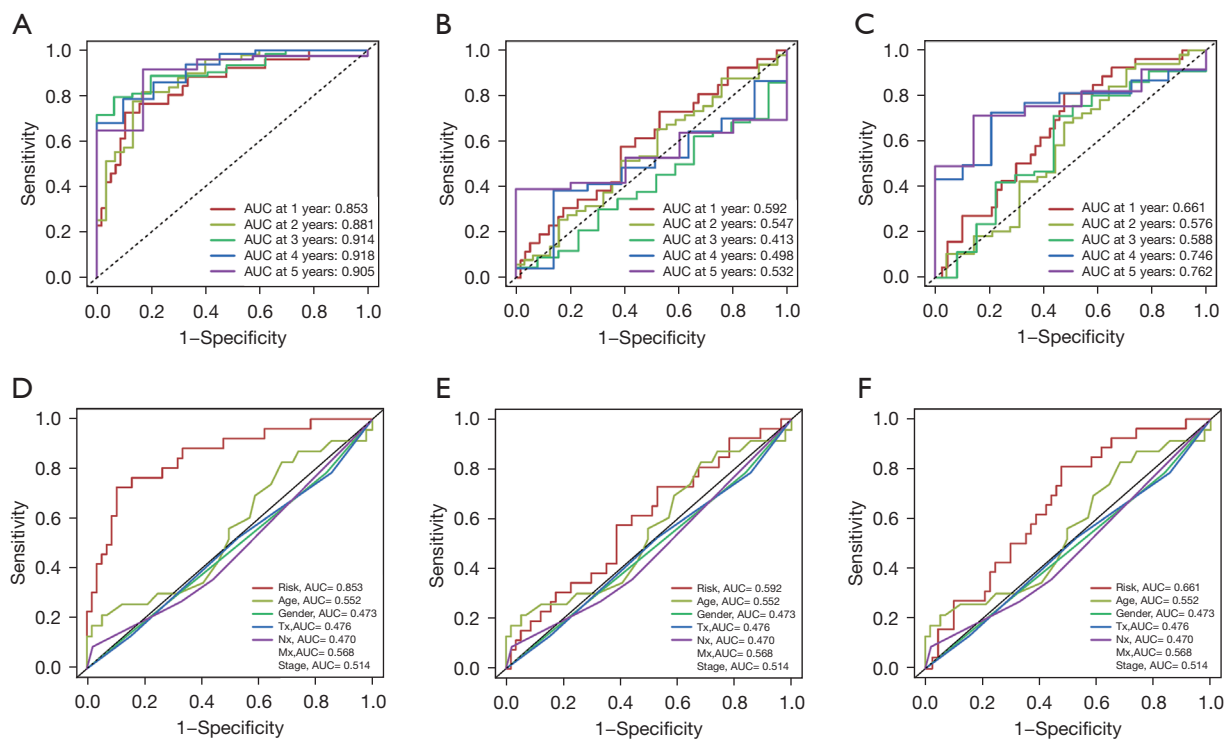 A
B
C
1.0
0.8
0.6
0.4
0.2
0.0
Sensitivity
AUC at 1 year: 0.853
AUC at 2 years: 0.881
AUC at 3 years: 0.914
AUC at 4 years: 0.918
AUC at 5 years: 0.905
0.0 0.2 0.4 0.6 0.8 1.0
1–Specificity
1.0
0.8
0.6
0.4
0.2
0.0
Sensitivity
AUC at 1 year: 0.592
AUC at 2 years: 0.547
AUC at 3 years: 0.413
AUC at 4 years: 0.498
AUC at 5 years: 0.532
0.0 0.2 0.4 0.6 0.8 1.0
1–Specificity
1.0
0.8
0.6
0.4
0.2
0.0
Sensitivity
AUC at 1 year: 0.661
AUC at 2 years: 0.576
AUC at 3 years: 0.588
AUC at 4 years: 0.746
AUC at 5 years: 0.762
0.0 0.2 0.4 0.6 0.8 1.0
1–Specificity
D
E
F
1.0
0.8
0.6
0.4
0.2
0.0
Sensitivity
Risk, AUC= 0.853
Age, AUC= 0.552
Gender, AUC= 0.473
Tx,AUC= 0.476
Nx, AUC= 0.470
Mx,AUC= 0.568
Stage, AUC= 0.514
0.0 0.2 0.4 0.6 0.8 1.0
1–Specificity
1.0
0.8
0.6
0.4
0.2
0.0
Sensitivity
Risk, AUC= 0.592
Age, AUC= 0.552
Gender, AUC= 0.473
Tx,AUC= 0.476
Nx, AUC= 0.470
Mx,AUC= 0.568
Stage, AUC= 0.514
0.0 0.2 0.4 0.6 0.8 1.0
1–Specificity
1.0
0.8
0.6
0.4
0.2
0.0
Sensitivity
Risk, AUC= 0.661
Age, AUC= 0.552
Gender, AUC= 0.473
Tx,AUC= 0.476
Nx, AUC= 0.470
Mx,AUC= 0.568
Stage, AUC= 0.514
0.0 0.2 0.4 0.6 0.8 1.0
1–Specificity